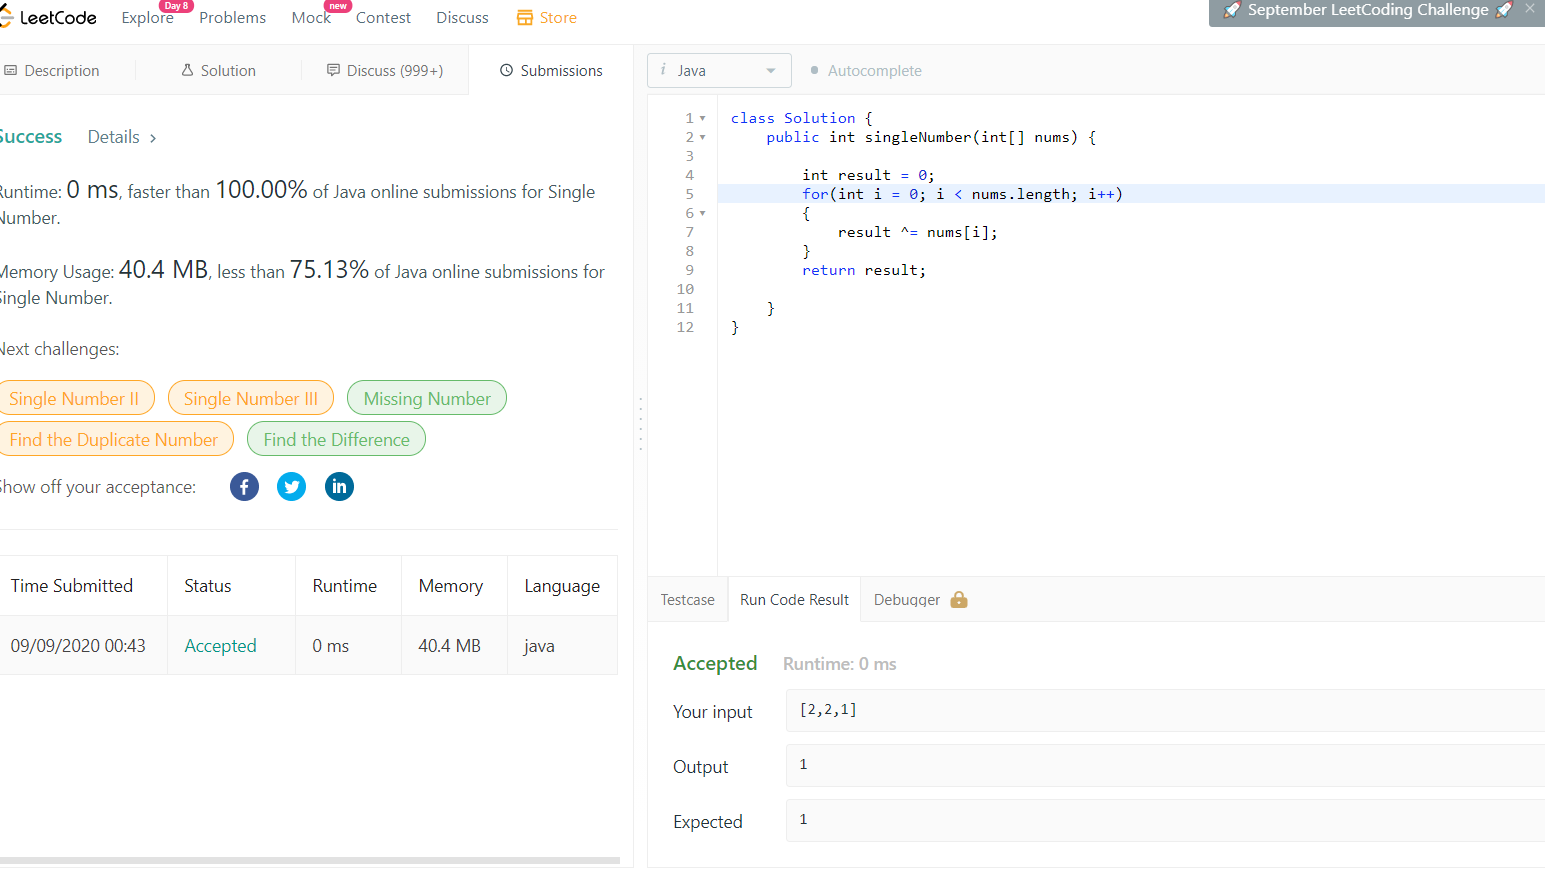 LeetCode Explore Day 8 Problems Mock new Contest Discuss Store
🚀 September LeetCoding Challenge 🚀 ×
Description Solution Discuss (999+) Submissions
i Java Autocomplete
Success Details >
Runtime: 0 ms, faster than 100.00% of Java online submissions for Single
Number.
Memory Usage: 40.4 MB, less than 75.13% of Java online submissions for
Single Number.
Next challenges:
Single Number II Single Number III Missing Number
Find the Duplicate Number Find the Difference
Show off your acceptance:
Time Submitted Status Runtime Memory Language
09/09/2020 00:43 Accepted 0 ms 40.4 MB java
1 class Solution {
2 public int singleNumber(int[] nums) {
3
4 int result = 0;
5 for(int i = 0; i < nums.length; i++)
6 {
7 result ^= nums[i];
8 }
9 return result;
10
11 }
12 }
Testcase Run Code Result Debugger
Accepted Runtime: 0 ms
Your input [2,2,1]
Output 1
Expected 1